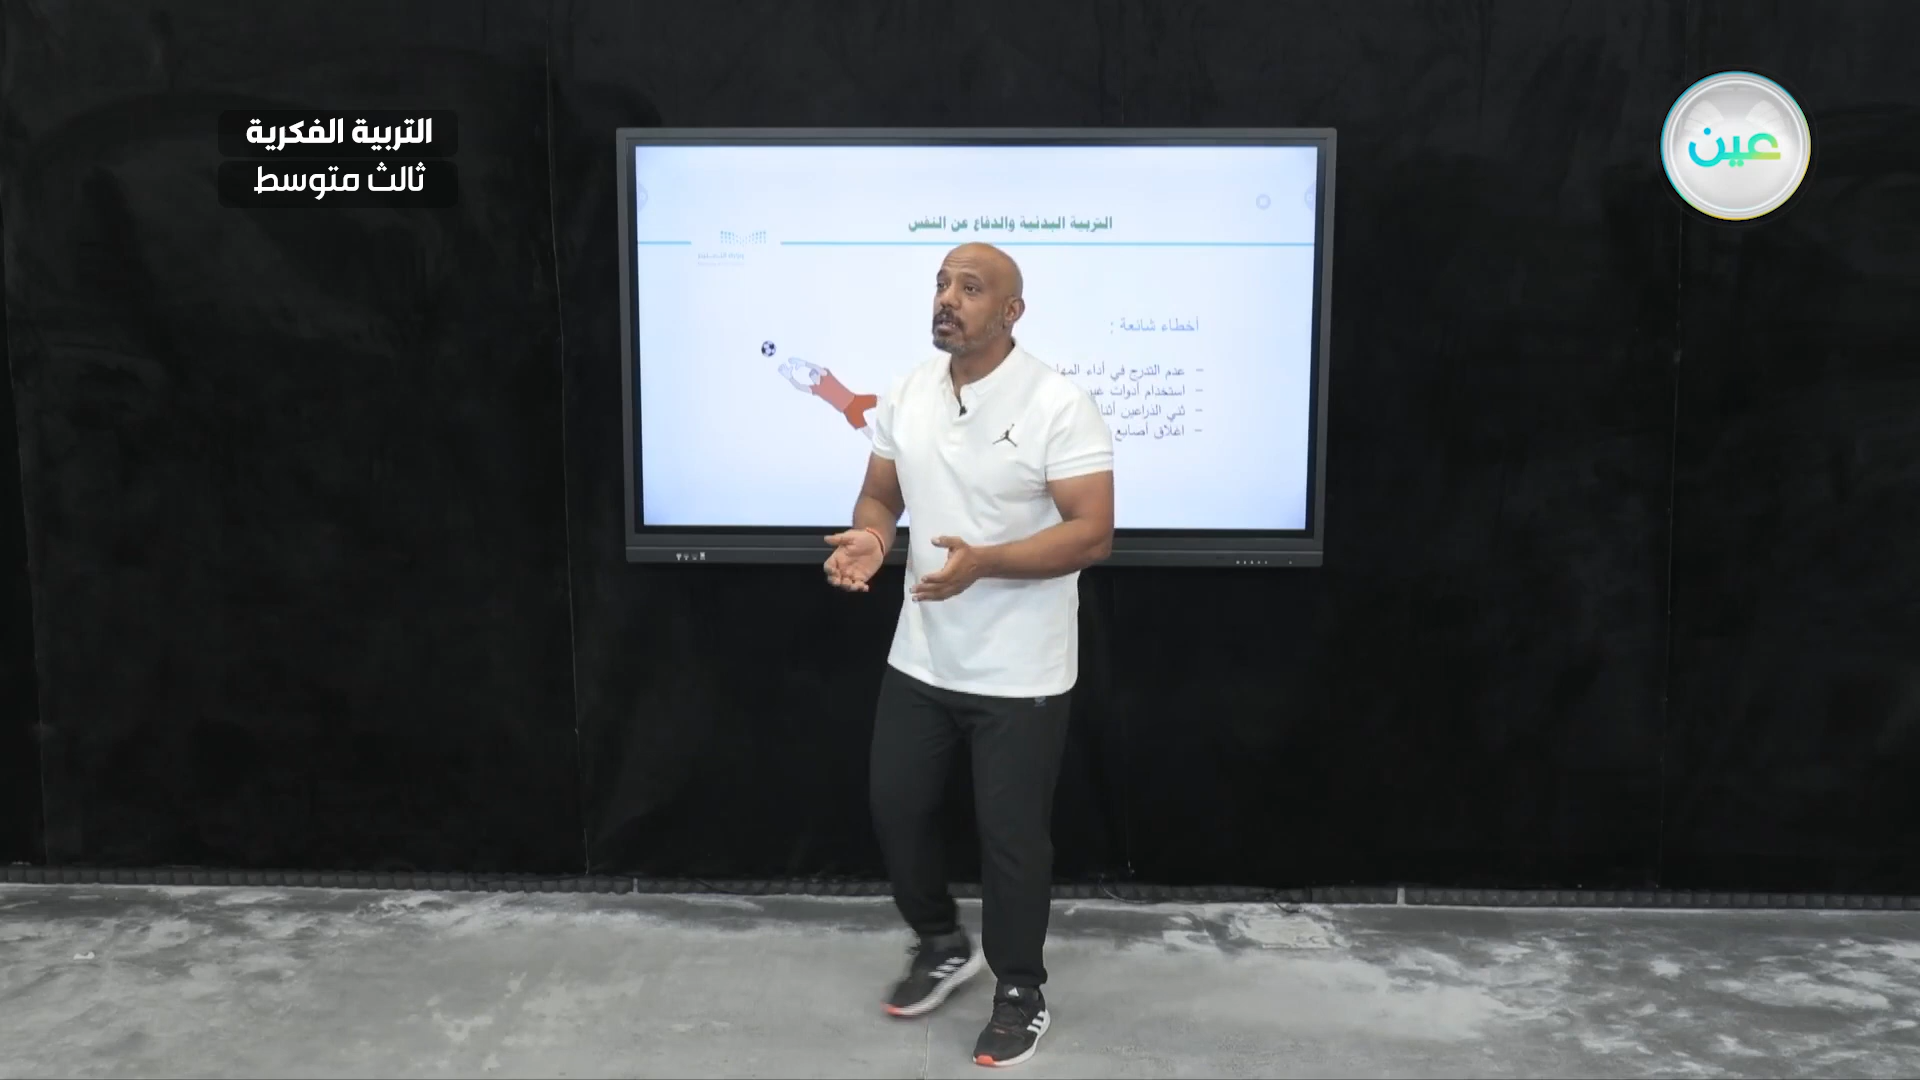 التربية الفكرية
ثالث متوسط
عين
التربية البدنية والدفاع عن النفس
أخطاء شائعة :
- عدم التدرج في أداء
- استخدام أدوات
- ثني الذراعين
- اغلاق أصابع